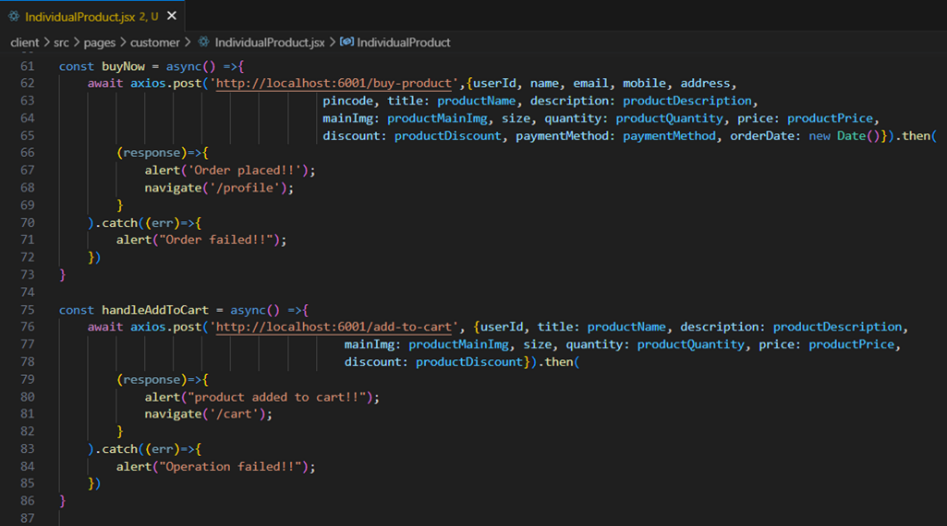 IndividualProduct.jsx 2, U ✕
client > src > pages > customer > IndividualProduct.jsx > IndividualProduct
61 const buyNow = async() =>{
62 await axios.post('http://localhost:6001/buy-product',{userId, name, email, mobile, address,
63 pincode, title: productName, description: productDescription,
64 mainImg: productMainImg, size, quantity: productQuantity, price: productPrice,
65 discount: productDiscount, paymentMethod: paymentMethod, orderDate: new Date()}).then(
66 (response)=>{
67 alert('Order placed!!');
68 navigate('/profile');
69 }
70 ).catch((err)=>{
71 alert("Order failed!!");
72 })
73 }
74
75 const handleAddToCart = async() =>{
76 await axios.post('http://localhost:6001/add-to-cart', {userId, title: productName, description: productDescription,
77 mainImg: productMainImg, size, quantity: productQuantity, price: productPrice,
78 discount: productDiscount}).then(
79 (response)=>{
80 alert("product added to cart!!");
81 navigate('/cart');
82 }
83 ).catch((err)=>{
84 alert("Operation failed!!");
85 })
86 }
87